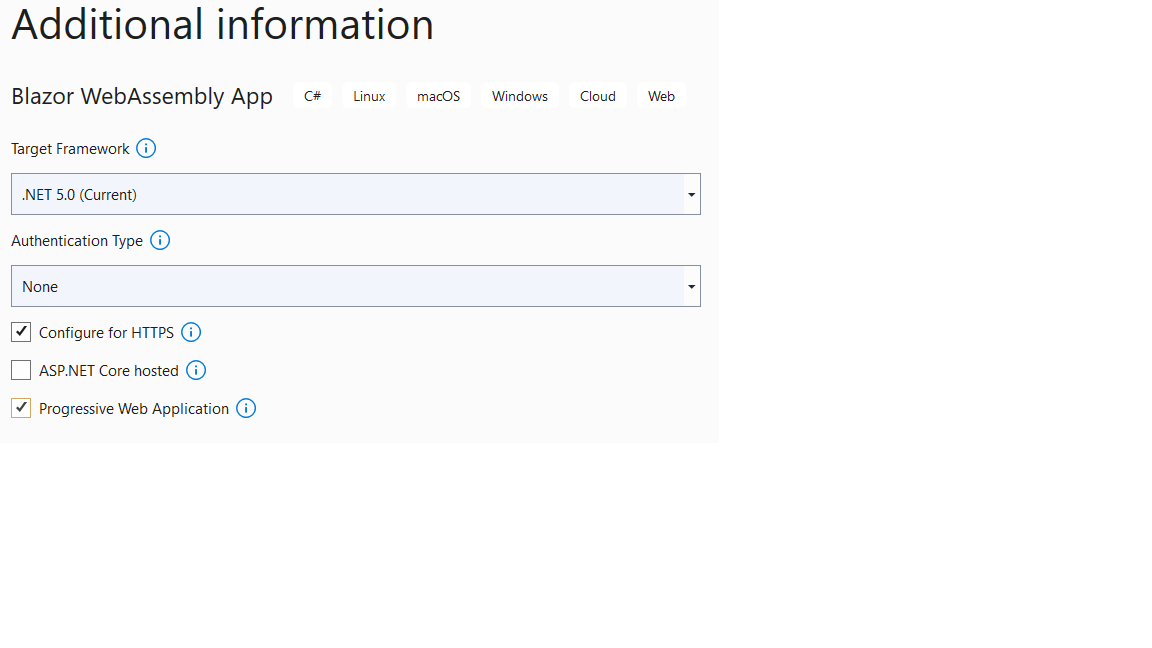 Additional information
Blazor WebAssembly App C# Linux macOS Windows Cloud Web
Target Framework
.NET 5.0 (Current)
Authentication Type
None
Configure for HTTPS
ASP.NET Core hosted
Progressive Web Application